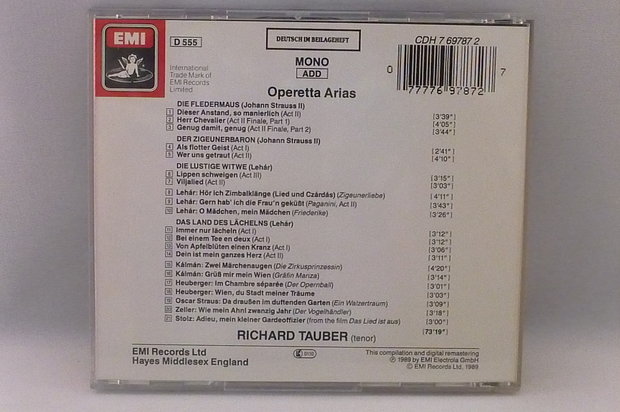 EMI
D 555
DEUTSCH IM BEILAGEHEFT
CDH 7 69787 2
International
Trade Mark of
EMI Records
Limited
MONO
ADD
0 77776 97872 7
Operetta Arias
DIE FLEDERMAUS (Johann Strauss II)
1 Dieser Anstand, so manierlich (Act II) [3'39"]
2 Herr Chevalier (Act II Finale, Part 1) [4'05"]
3 Genug damit, genug (Act II Finale, Part 2) [3'44"]
DER ZIGEUNERBARON (Johann Strauss II)
4 Als flotter Geist (Act I) [2'41"]
5 Wer uns getraut (Act II) [4'10"]
DIE LUSTIGE WITWE (Lehár)
6 Lippen schweigen (Act III) [3'15"]
7 Viljalied (Act II) [3'03"]
8 Lehár: Hör ich Zimbalklänge (Lied und Czárdás) (Zigeunerliebe) [4'11"]
9 Lehár: Gern hab' ich die Frau'n geküßt (Paganini, Act II) [3'43"]
10 Lehár: O Mädchen, mein Mädchen (Friederike) [3'26"]
DAS LAND DES LÄCHELNS (Lehár)
11 Immer nur lächeln (Act I) [3'12"]
12 Bei einem Tee en deux (Act I) [3'12"]
13 Von Apfelblüten einen Kranz (Act I) [3'06"]
14 Dein ist mein ganzes Herz (Act II) [3'11"]
15 Kálmán: Zwei Märchenaugen (Die Zirkusprinzessin) [4'20"]
16 Kálmán: Grüß mir mein Wien (Gräfin Mariza) [3'14"]
17 Heuberger: Im Chambre séparée (Der Opernball) [3'01"]
18 Heuberger: Wien, du Stadt meiner Träume [3'03"]
19 Oscar Straus: Da draußen im duftenden Garten (Ein Walzertraum) [3'09"]
20 Zeller: Wie mein Ahnl zwanzig Jahr (Der Vogelhändler) [3'18"]
21 Stolz: Adieu, mein kleiner Gardeoffizier (from the film Das Lied ist aus) [3'00"]
[73'19"]
RICHARD TAUBER (tenor)
EMI Records Ltd
Hayes Middlesex England
This compilation and digital remastering
℗ 1989 by EMI Electrola GmbH
© EMI Records Ltd, 1989